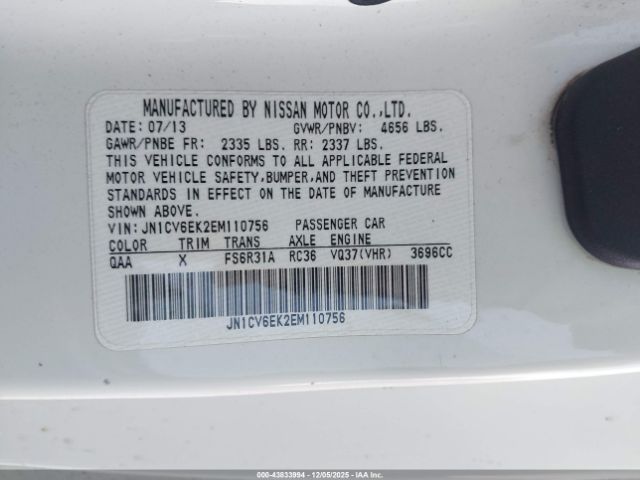 MANUFACTURED BY NISSAN MOTOR CO.,LTD.
DATE: 07/13 GVWR/PNBV: 4656 LBS.
GAWR/PNBE FR: 2335 LBS. RR: 2337 LBS.
THIS VEHICLE CONFORMS TO ALL APPLICABLE FEDERAL
MOTOR VEHICLE SAFETY,BUMPER,AND THEFT PREVENTION
STANDARDS IN EFFECT ON THE DATE OF MANUFACTURE
SHOWN ABOVE.
VIN: JN1CV6EK2EM110756 PASSENGER CAR
COLOR TRIM TRANS AXLE ENGINE
QAA X FS6R31A RC36 VQ37(VHR) 3696CC
JN1CV6EK2EM110756
000-43833994 | 12/05/2025 - IAAI.CA